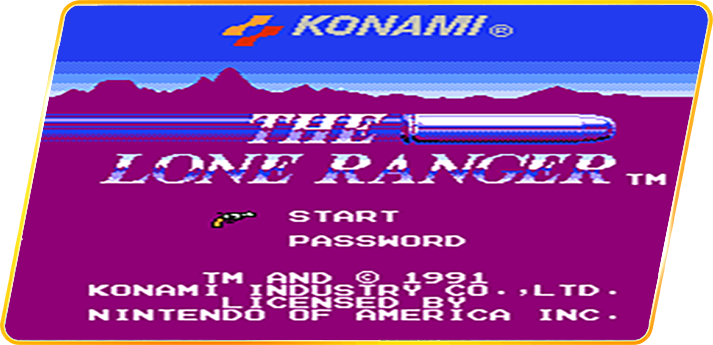 KONAMI®
THE
LONE RANGER™
START
PASSWORD
TM AND © 1991
KONAMI INDUSTRY CO.,LTD.
LICENSED BY
NINTENDO OF AMERICA INC.